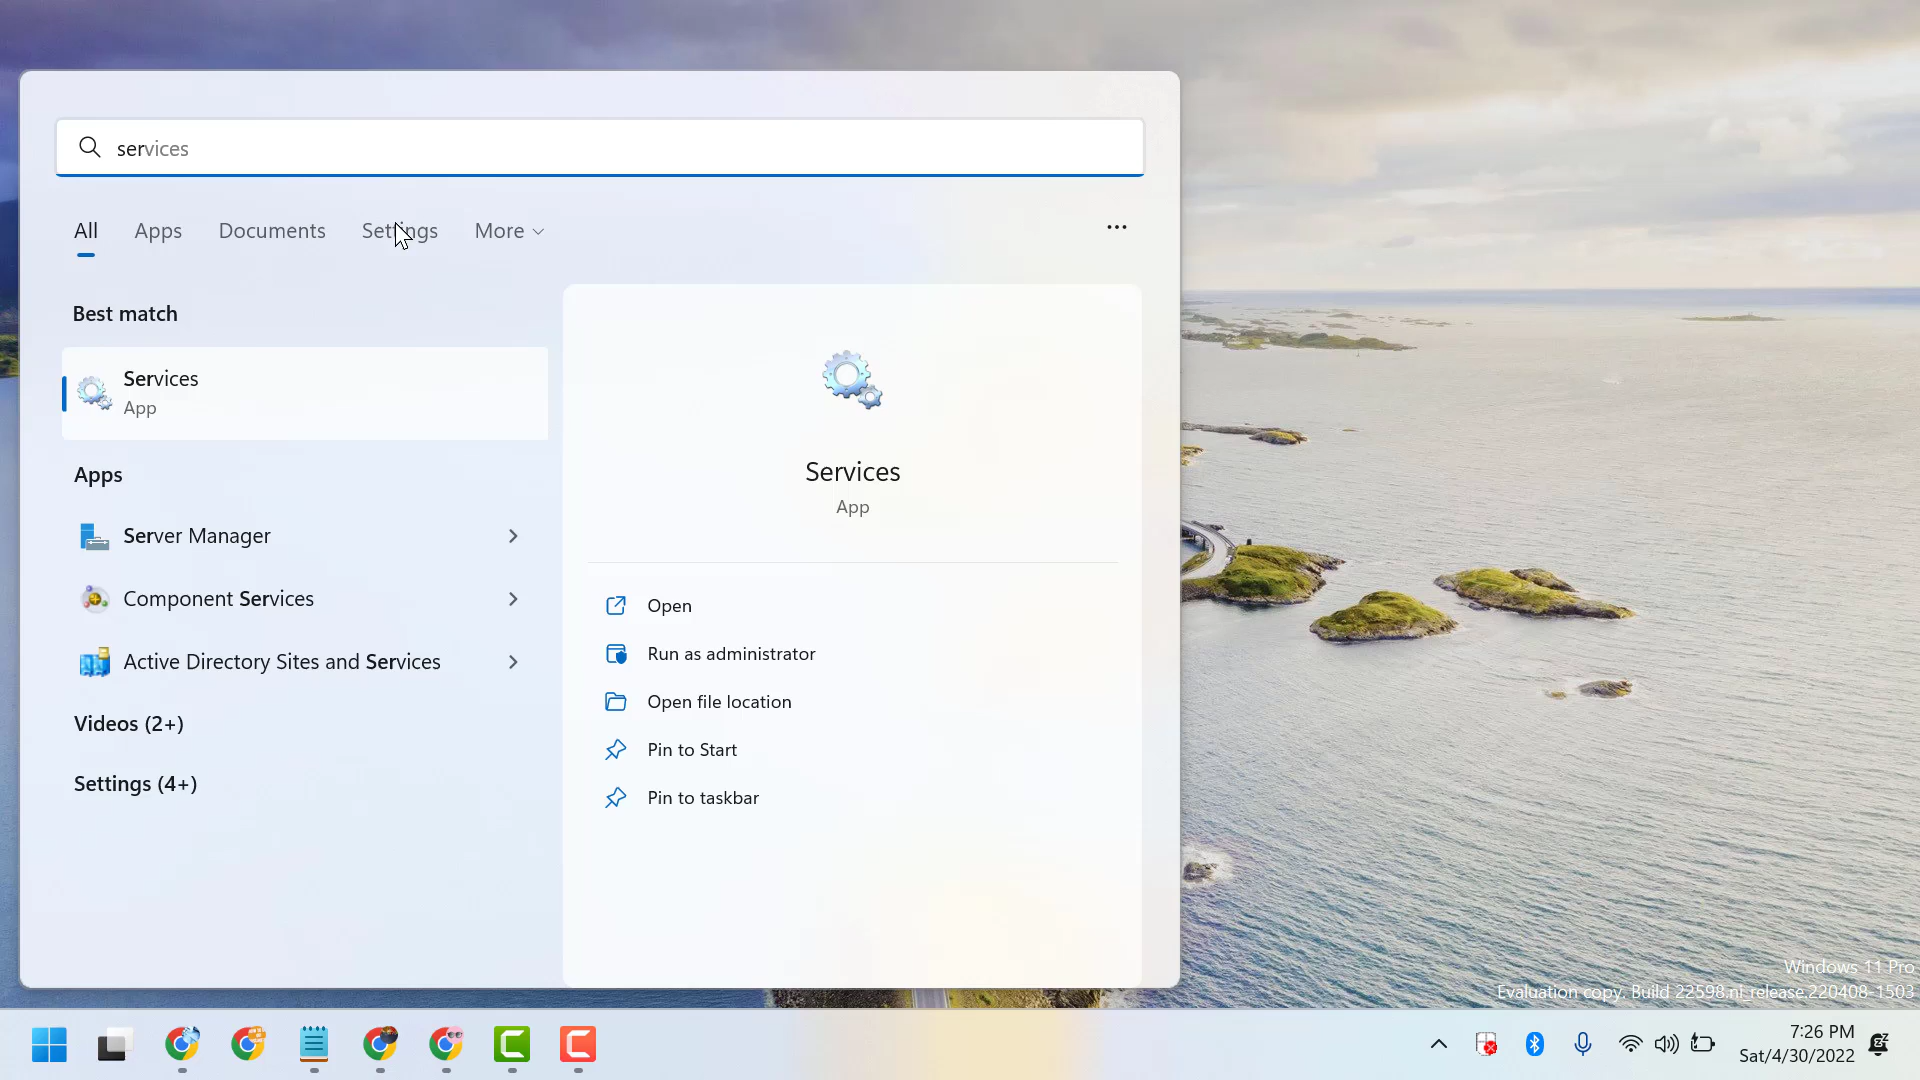 services
All Apps Documents Settings More
Best match
Services
App
Apps
Server Manager
Component Services
Active Directory Sites and Services
Videos (2+)
Settings (4+)
Services
App
Open
Run as administrator
Open file location
Pin to Start
Pin to taskbar
Windows 11 Pro
Evaluation copy. Build 22598.ni_release.220408-1503
7:26 PM
Sat/4/30/2022